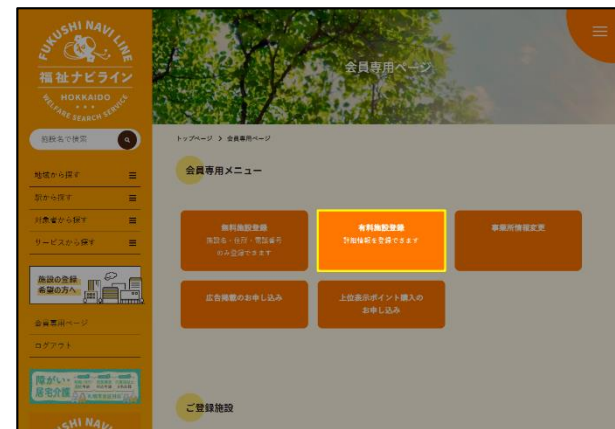 FUKUSHI NAVI LINE
福祉ナビライン
HOKKAIDO
WELFARE SEARCH SERVICE
施設名で検索
地域から探す
駅から探す
対象者から探す
サービスから探す
施設の登録
希望の方へ
会員専用ページ
ログアウト
障がい・
居宅介護
FUKUSHI NAVI
会員専用ページ
トップページ > 会員専用ページ
会員専用メニュー
無料施設登録
施設名・住所・電話番号
のみ登録できます
有料施設登録
詳細情報を登録できます
事業所情報変更
広告掲載のお申し込み
上位表示ポイント購入の
お申し込み
ご登録施設